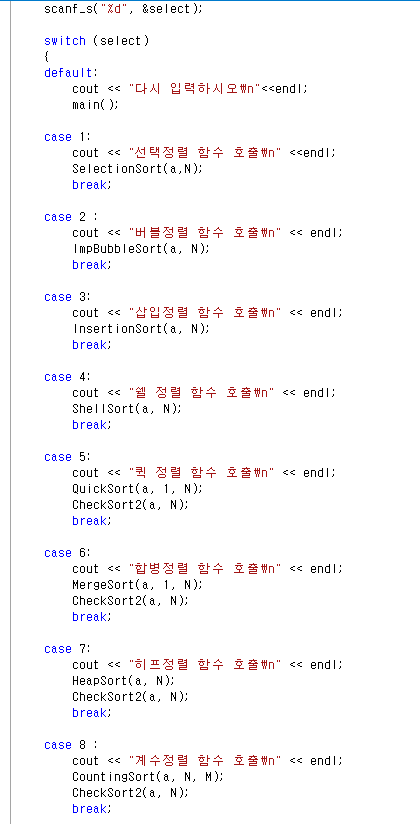 scanf_s("%d", &select);
switch (select)
{
default:
cout << "다시 입력하시오₩n"<<endl;
main();
case 1:
cout << "선택정렬 함수 호출₩n" <<endl;
SelectionSort(a,N);
break;
case 2 :
cout << "버블정렬 함수 호출₩n" << endl;
ImpBubbleSort(a, N);
break;
case 3:
cout << "삽입정렬 함수 호출₩n" << endl;
InsertionSort(a, N);
break;
case 4:
cout << "쉘 정렬 함수 호출₩n" << endl;
ShellSort(a, N);
break;
case 5:
cout << "퀵 정렬 함수 호출₩n" << endl;
QuickSort(a, 1, N);
CheckSort2(a, N);
break;
case 6:
cout << "합병정렬 함수 호출₩n" << endl;
MergeSort(a, 1, N);
CheckSort2(a, N);
break;
case 7:
cout << "히프정렬 함수 호출₩n" << endl;
HeapSort(a, N);
CheckSort2(a, N);
break;
case 8 :
cout << "계수정렬 함수 호출₩n" << endl;
CountingSort(a, N, M);
CheckSort2(a, N);
break;